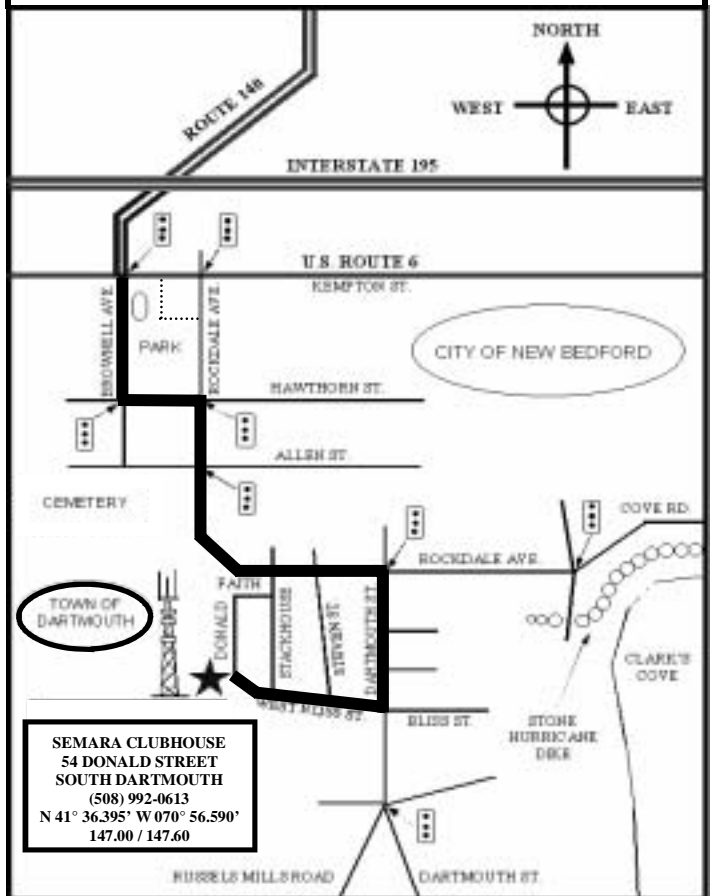 NORTH
WEST
EAST
ROUTE 140
INTERSTATE 195
U.S. ROUTE 6
KEMPTON ST.
BROWNELL AVE.
PARK
ROCKDALE AVE.
CITY OF NEW BEDFORD
HAWTHORN ST.
ALLEN ST.
CEMETERY
COVE RD.
ROCKDALE AVE.
TOWN OF
DARTMOUTH
FAITH
DONALD
STACKHOUSE
STEVEN ST.
DARTMOUTH ST.
CLARK'S
COVE
WEST BLISS ST.
BLISS ST.
STONE
HURRICANE
DIKE
SEMARA CLUBHOUSE
54 DONALD STREET
SOUTH DARTMOUTH
(508) 992-0613
N 41° 36.395’ W 070° 56.590’
147.00 / 147.60
RUSSELS MILLS ROAD
DARTMOUTH ST.